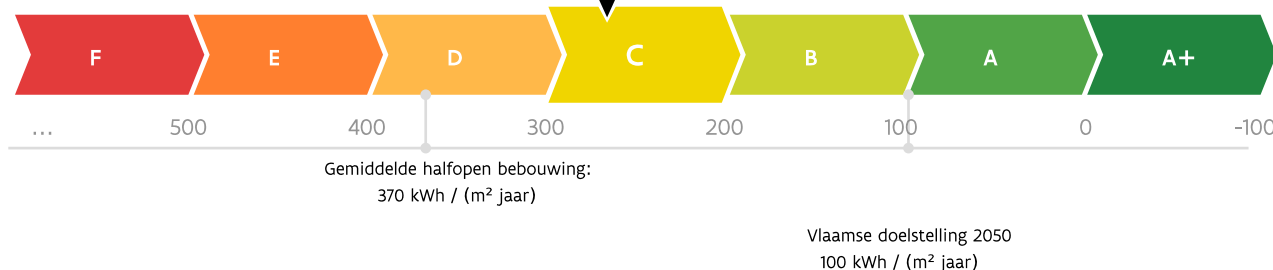 F E D C B A A+
... 500 400 300 200 100 0 -100
Gemiddelde halfopen bebouwing:
370 kWh / (m² jaar)
Vlaamse doelstelling 2050
100 kWh / (m² jaar)